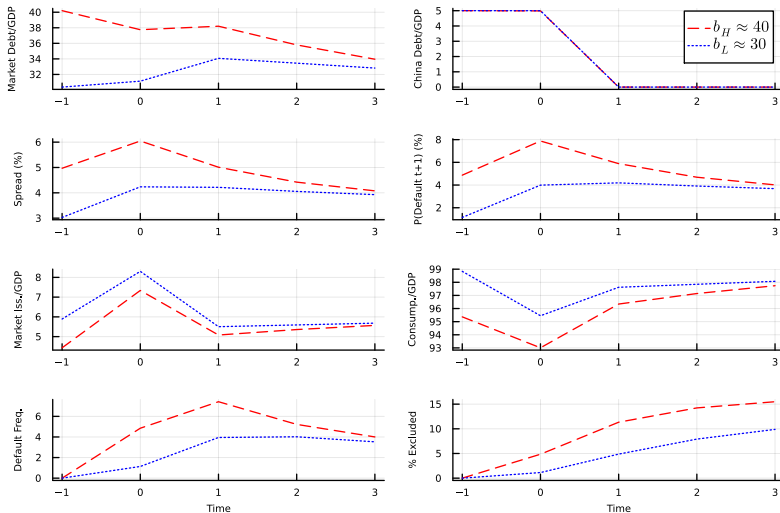 Market Debt/GDP
40
38
36
34
32
−1 0 1 2 3
China Debt/GDP
5
4
3
2
1
0
−1 0 1 2 3
b_H ≈ 40
b_L ≈ 30
Spread (%)
6
5
4
3
−1 0 1 2 3
P(Default t+1) (%)
8
6
4
2
−1 0 1 2 3
Market Iss./GDP
8
7
6
5
−1 0 1 2 3
Consump./GDP
99
98
97
96
95
94
93
−1 0 1 2 3
Default Freq.
6
4
2
0
−1 0 1 2 3
Time
% Excluded
15
10
5
0
−1 0 1 2 3
Time